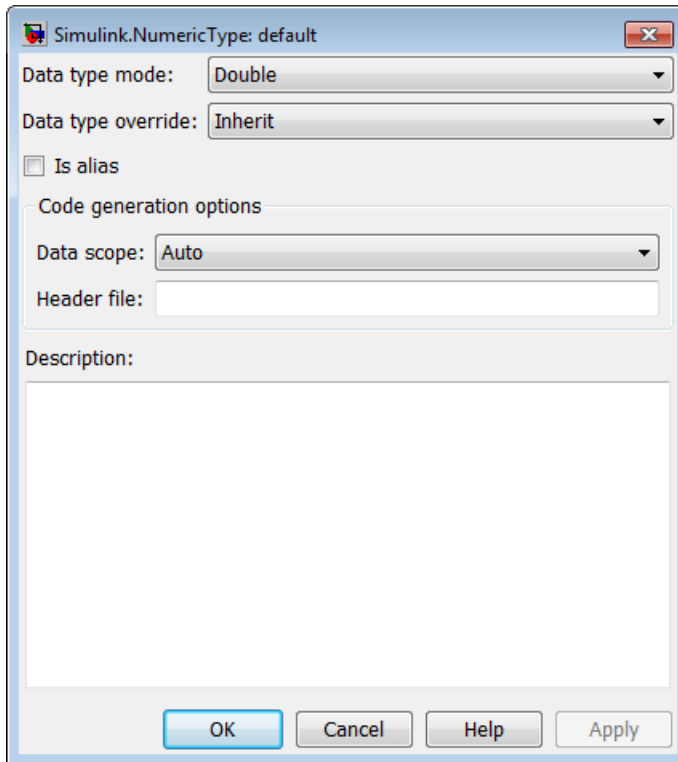 Simulink.NumericType: default
Data type mode: Double
Data type override: Inherit
Is alias
Code generation options
Data scope: Auto
Header file:
Description:
OK Cancel Help Apply